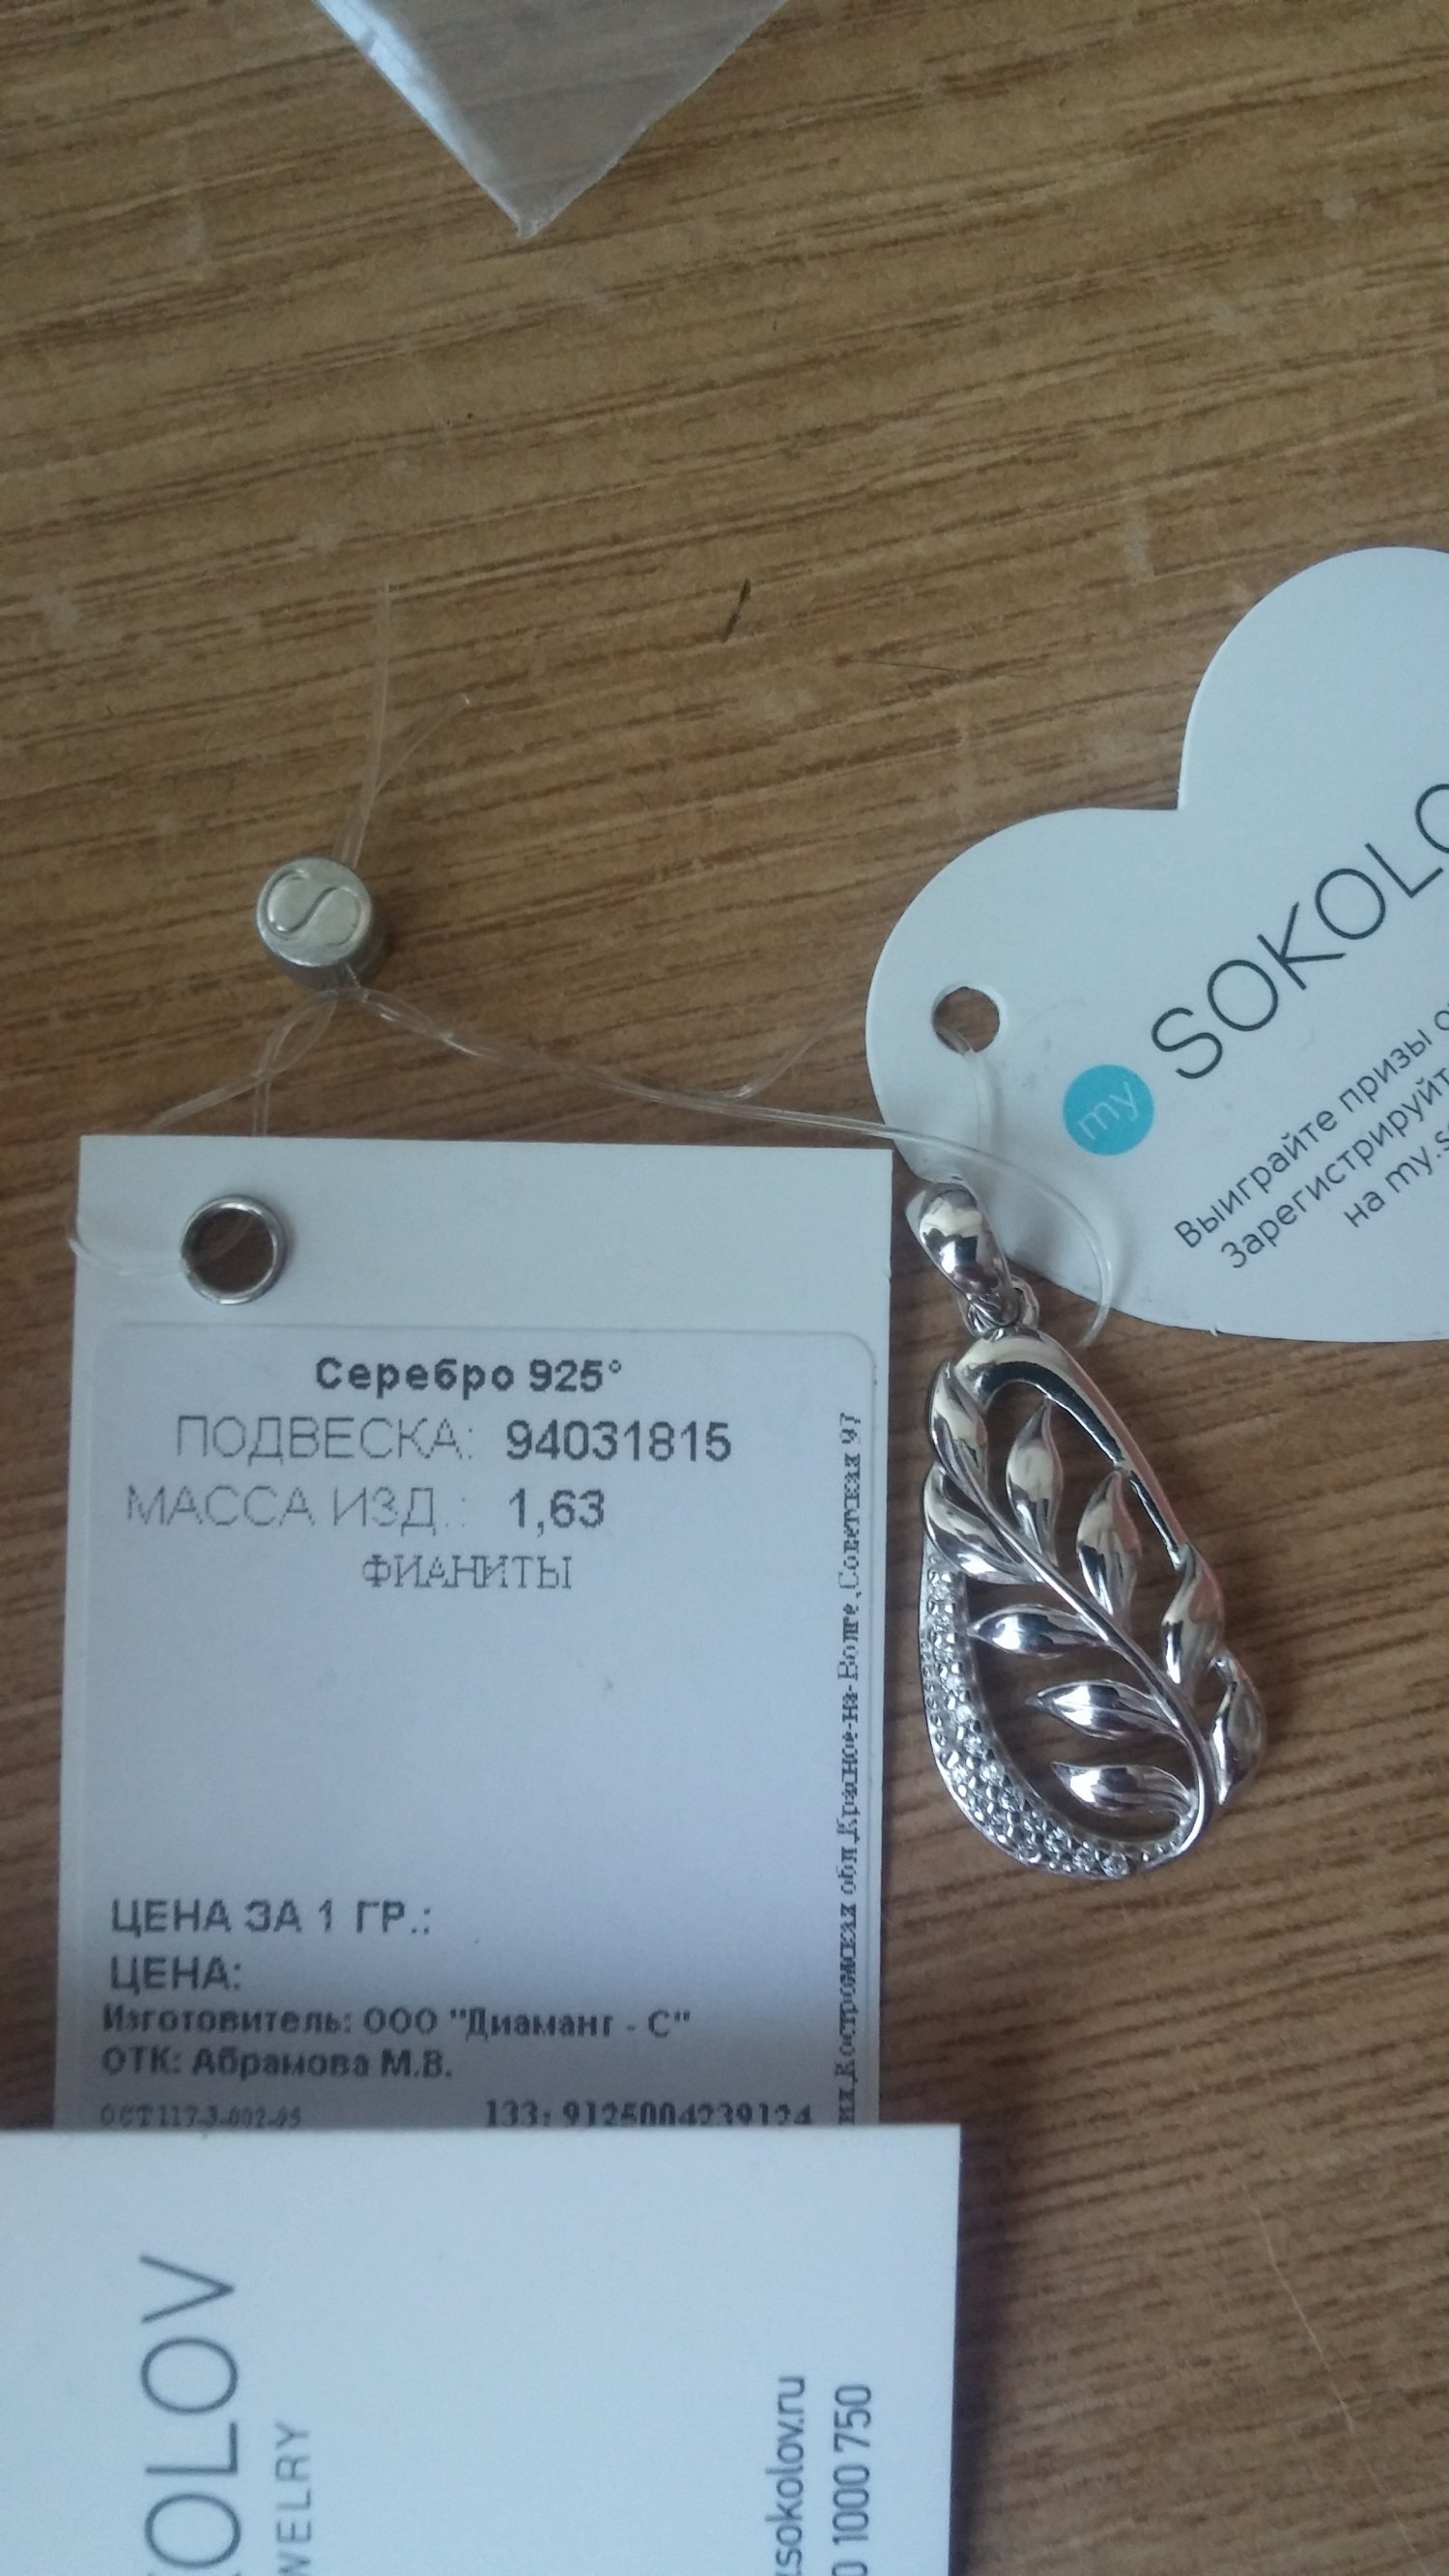 my SOKOLO
Выиграйте призы о
Зарегистрируйт
на my.s
Серебро 925°
ПОДВЕСКА: 94031815
МАССА ИЗД.: 1,63
ФИАНИТЫ
ЦЕНА ЗА 1 ГР.:
ЦЕНА:
Изготовитель: ООО "Диамант - С"
ОТК: Абрамова М.В.
ОСТ117-3-002-95 133: 9125004239124
Костромская обл.,Красное-на-Волге,Советская 97
OLOV
WELRY
sokolov.ru
0 1000 750